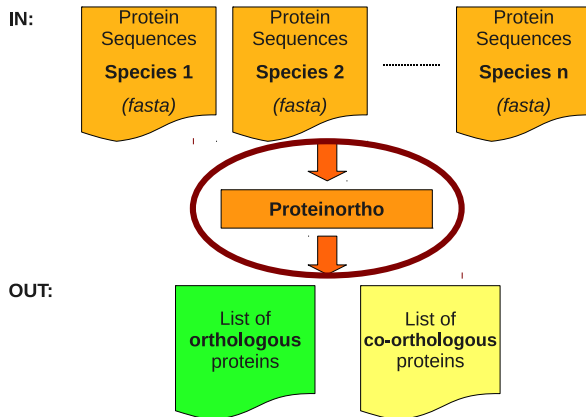 IN:
Protein
Sequences
Species 1
(fasta)
Protein
Sequences
Species 2
(fasta)
Protein
Sequences
Species n
(fasta)
Proteinortho
OUT:
List of
orthologous
proteins
List of
co-orthologous
proteins